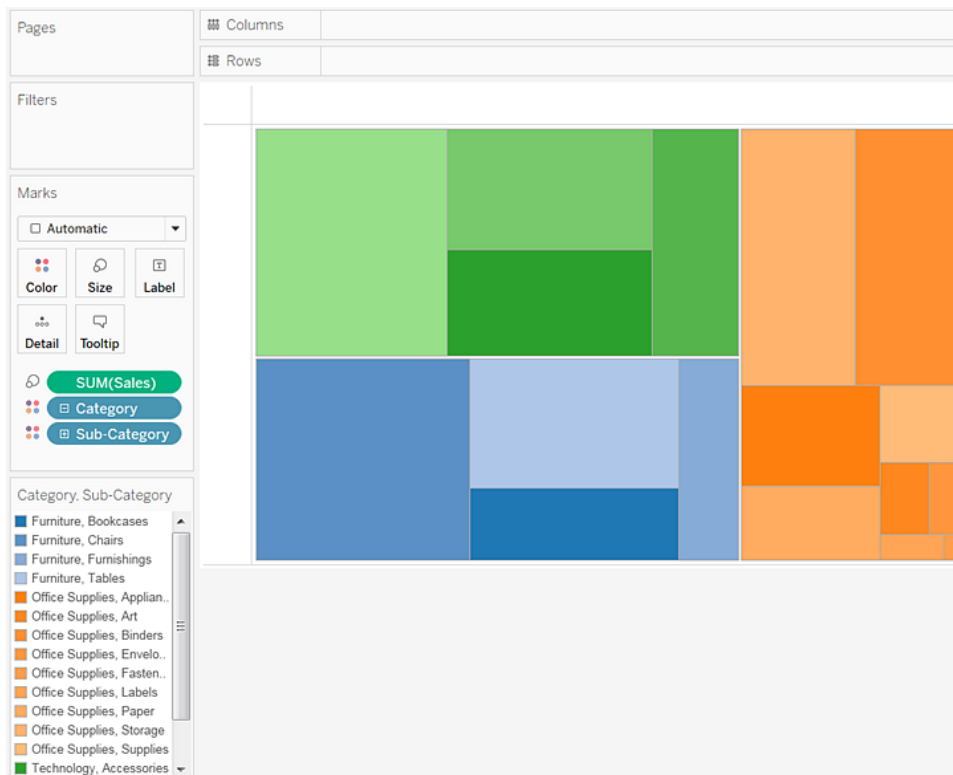 Pages
Columns
Rows
Filters
Marks
Automatic
Color
Size
Label
Detail
Tooltip
SUM(Sales)
Category
Sub-Category
Category, Sub-Category
Furniture, Bookcases
Furniture, Chairs
Furniture, Furnishings
Furniture, Tables
Office Supplies, Applian..
Office Supplies, Art
Office Supplies, Binders
Office Supplies, Envelo..
Office Supplies, Fasten..
Office Supplies, Labels
Office Supplies, Paper
Office Supplies, Storage
Office Supplies, Supplies
Technology, Accessories